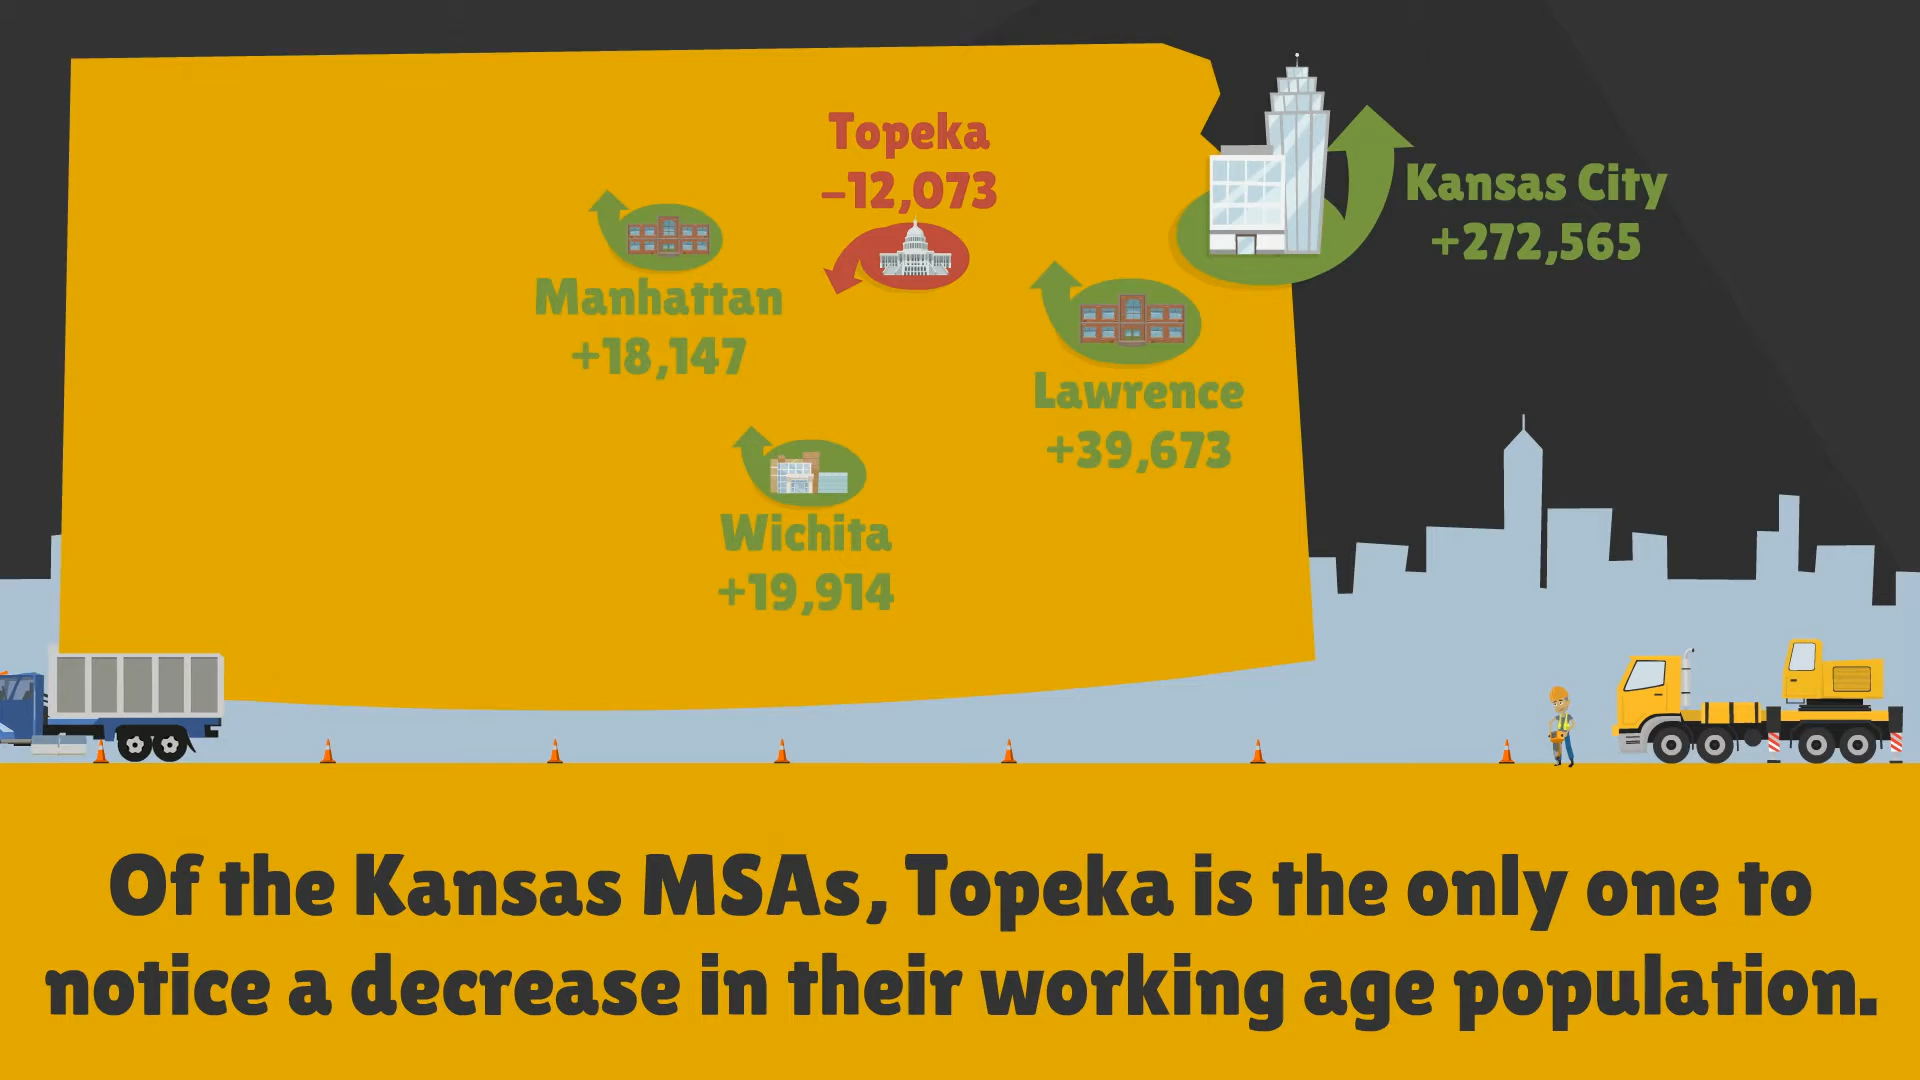 Topeka
–12,073
Kansas City
+272,565
Manhattan
+18,147
Lawrence
+39,673
Wichita
+19,914
Of the Kansas MSAs, Topeka is the only one to
notice a decrease in their working age population.